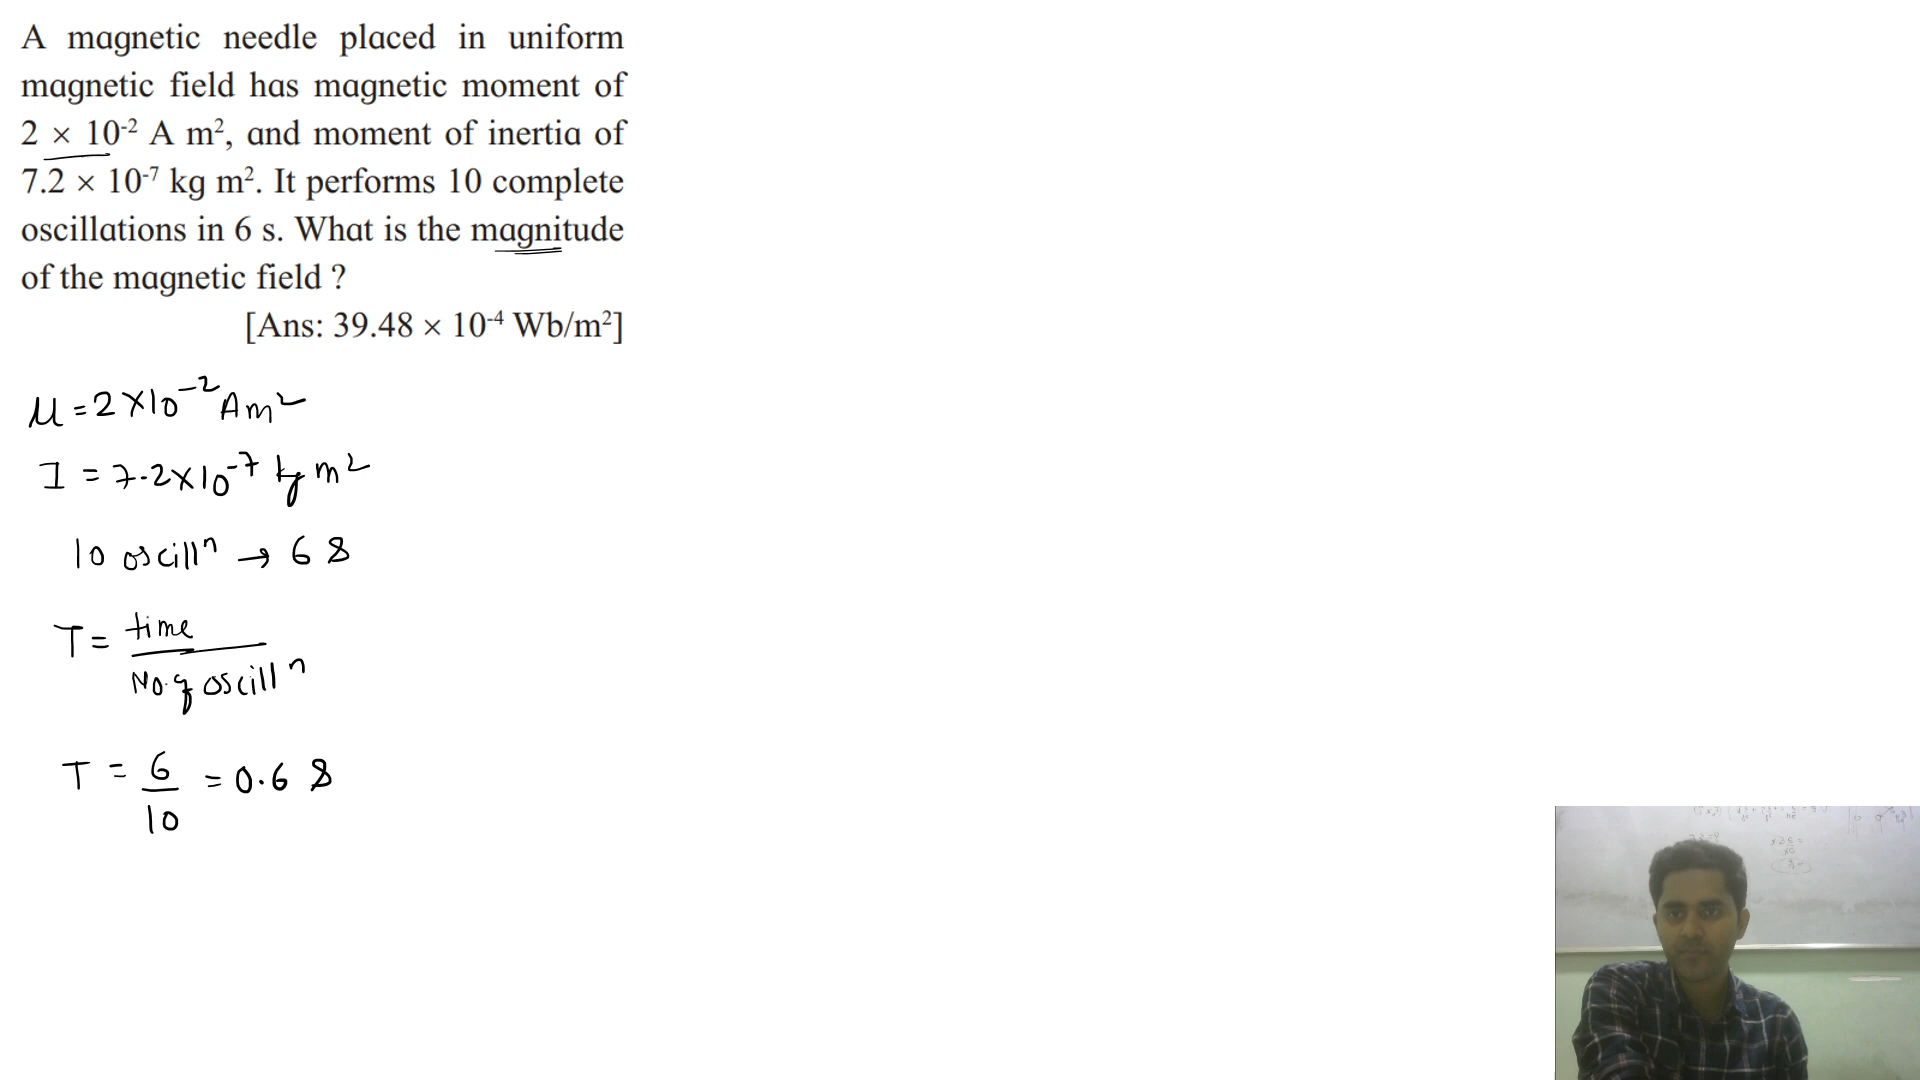 A magnetic needle placed in uniform
magnetic field has magnetic moment of
2 × 10⁻² A m², and moment of inertia of
7.2 × 10⁻⁷ kg m². It performs 10 complete
oscillations in 6 s. What is the magnitude
of the magnetic field ?
[Ans: 39.48 × 10⁻⁴ Wb/m²]
μ = 2 × 10⁻² Am²
I = 7.2 × 10⁻⁷ kg m²
10 oscillⁿ → 6 s
T = time
No. of oscillⁿ
T = 6 = 0.6 s
10